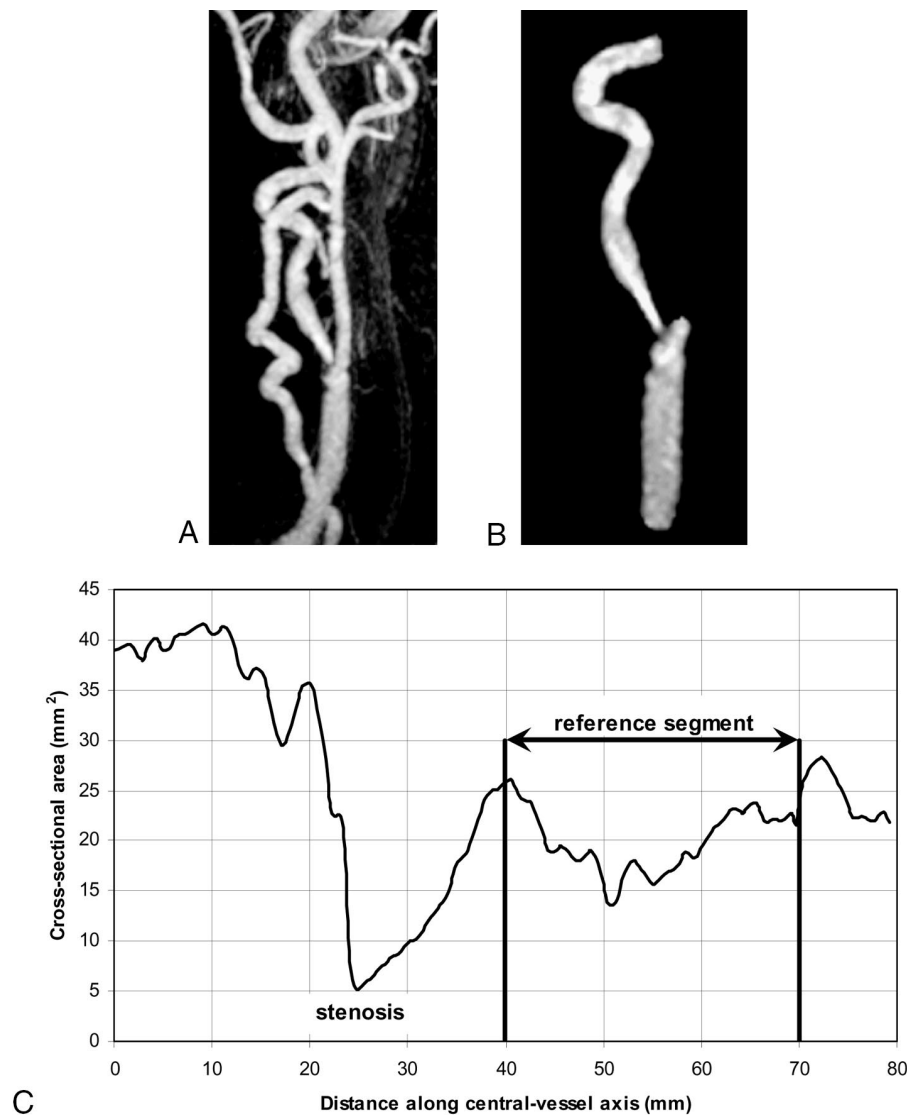 A
B
45
40
35
30
25
20
15
10
5
0
Cross-sectional area (mm²)
reference segment
stenosis
0 10 20 30 40 50 60 70 80
Distance along central-vessel axis (mm)
C